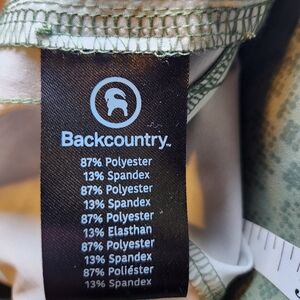 Backcountry™
87% Polyester
13% Spandex
87% Polyester
13% Spandex
87% Polyester
13% Elasthan
87% Polyester
13% Spandex
87% Poliéster
13% Spandex